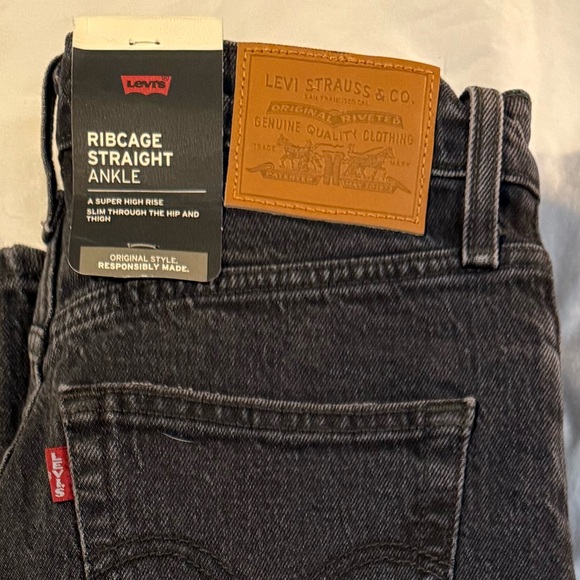 Levi's
RIBCAGE
STRAIGHT
ANKLE
A SUPER HIGH RISE
SLIM THROUGH THE HIP AND
THIGH
ORIGINAL STYLE,
RESPONSIBLY MADE.
LEVI STRAUSS & CO.
SAN FRANCISCO, CAL.
ORIGINAL RIVETED
GENUINE QUALITY CLOTHING
TRADE MARK
PATENTED
LEVI'S